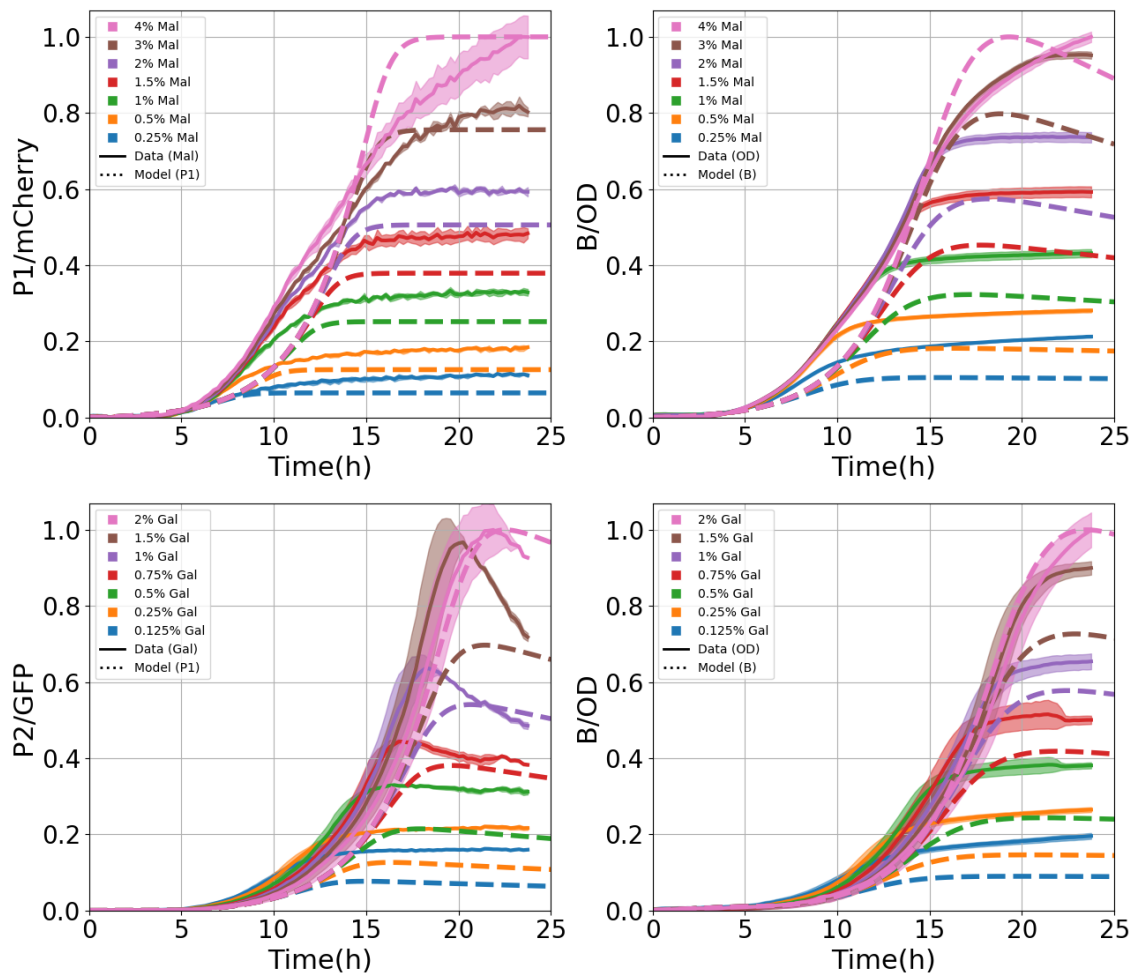 P1/mCherry
1.0
0.8
0.6
0.4
0.2
0.0
4% Mal
3% Mal
2% Mal
1.5% Mal
1% Mal
0.5% Mal
0.25% Mal
Data (Mal)
Model (P1)
0 5 10 15 20 25
Time(h)
B/OD
1.0
0.8
0.6
0.4
0.2
0.0
4% Mal
3% Mal
2% Mal
1.5% Mal
1% Mal
0.5% Mal
0.25% Mal
Data (OD)
Model (B)
0 5 10 15 20 25
Time(h)
P2/GFP
1.0
0.8
0.6
0.4
0.2
0.0
2% Gal
1.5% Gal
1% Gal
0.75% Gal
0.5% Gal
0.25% Gal
0.125% Gal
Data (Gal)
Model (P1)
0 5 10 15 20 25
Time(h)
B/OD
1.0
0.8
0.6
0.4
0.2
0.0
2% Gal
1.5% Gal
1% Gal
0.75% Gal
0.5% Gal
0.25% Gal
0.125% Gal
Data (OD)
Model (B)
0 5 10 15 20 25
Time(h)